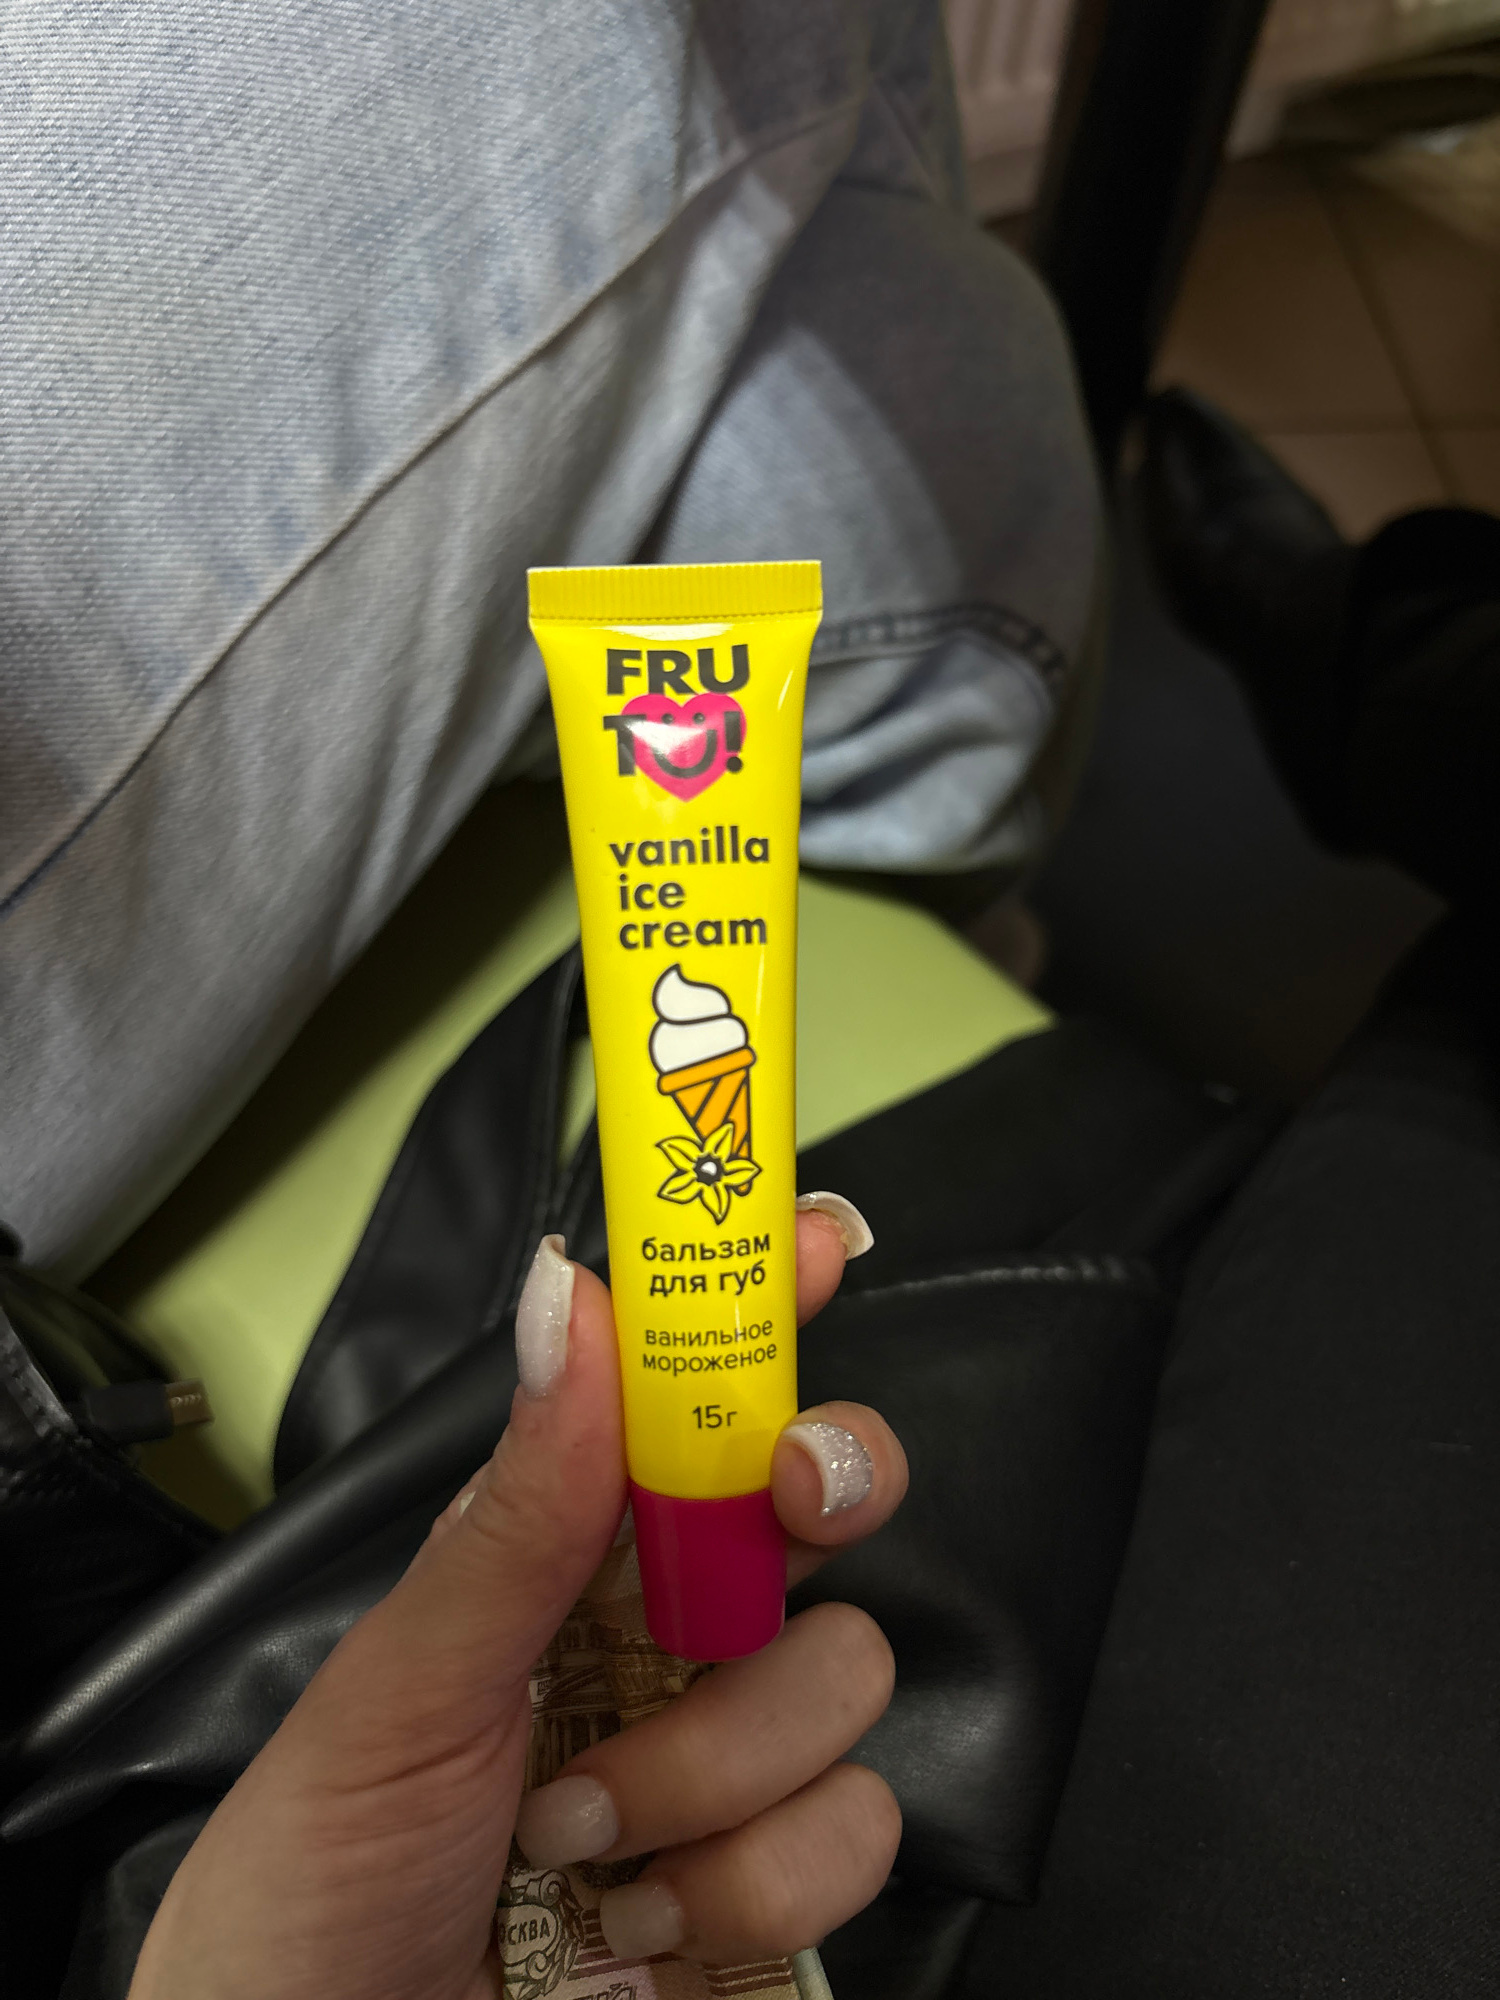 FRU
TU!
vanilla
ice
cream
бальзам
для губ
ванильное
мороженое
15г